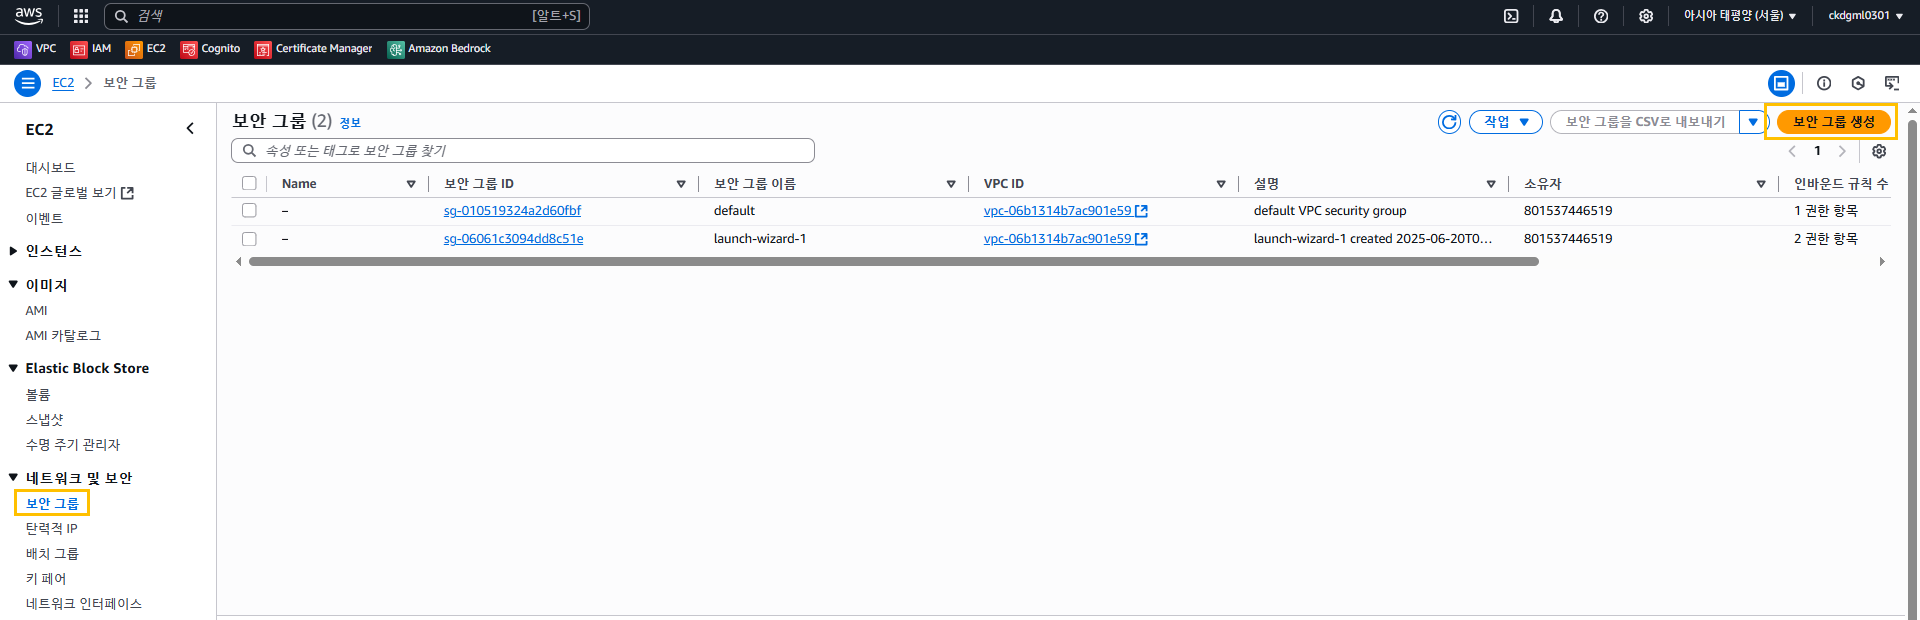 aws 검색 [알트+S] 아시아 태평양 (서울) ckdgml0301
VPC IAM EC2 Cognito Certificate Manager Amazon Bedrock
EC2 보안 그룹
EC2
대시보드
EC2 글로벌 보기
이벤트
인스턴스
이미지
AMI
AMI 카탈로그
Elastic Block Store
볼륨
스냅샷
수명 주기 관리자
네트워크 및 보안
보안 그룹
탄력적 IP
배치 그룹
키 페어
네트워크 인터페이스
보안 그룹 (2) 정보
작업 보안 그룹을 CSV로 내보내기 보안 그룹 생성
속성 또는 태그로 보안 그룹 찾기
1
Name 보안 그룹 ID 보안 그룹 이름 VPC ID 설명 소유자 인바운드 규칙 수
– sg-010519324a2d60fbf default vpc-06b1314b7ac901e59 default VPC security group 801537446519 1 권한 항목
– sg-06061c3094dd8c51e launch-wizard-1 vpc-06b1314b7ac901e59 launch-wizard-1 created 2025-06-20T0... 801537446519 2 권한 항목